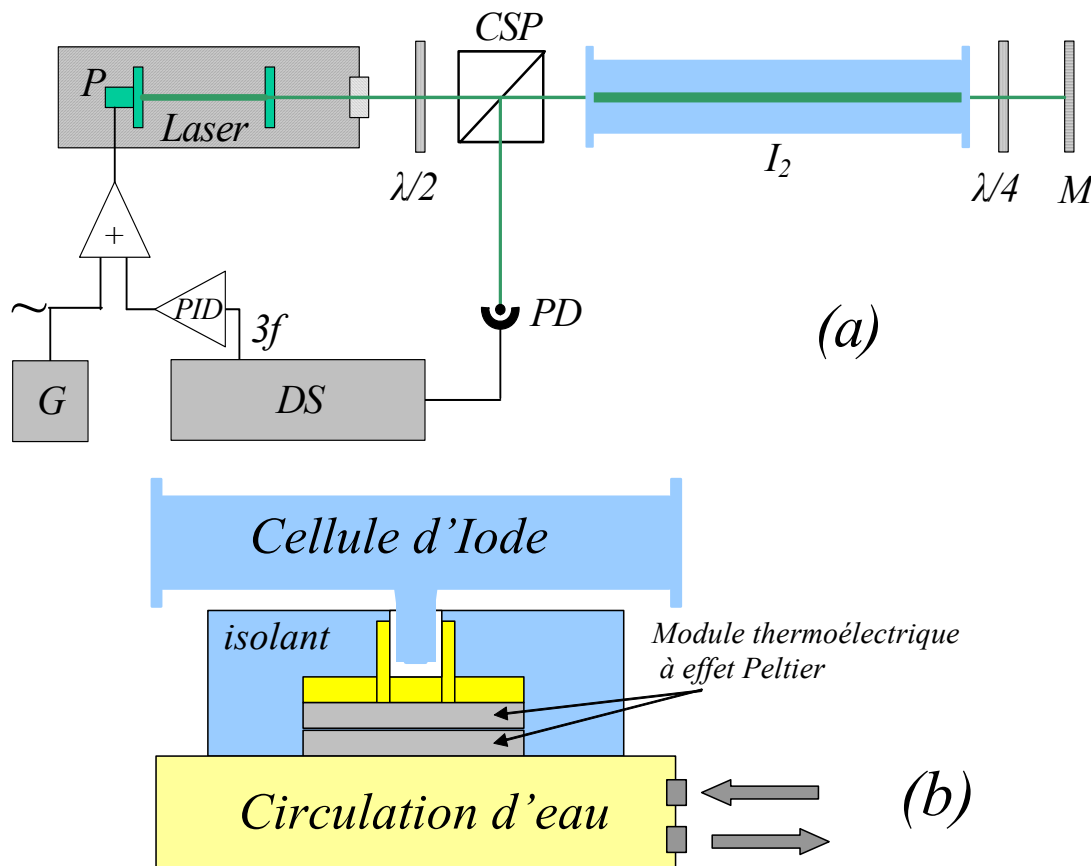 CSP
P
Laser
λ/2
I₂
λ/4
M
+
~
PID
3f
PD
(a)
G
DS
Cellule d'Iode
isolant
Module thermoélectrique
à effet Peltier
Circulation d'eau
(b)